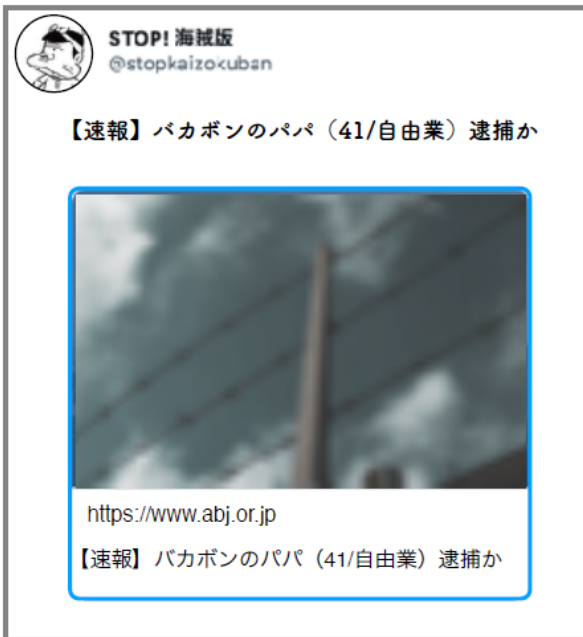 STOP! 海賊版
@stopkaizokuban
【速報】バカボンのパパ（41/自由業）逮捕か
https://www.abj.or.jp
【速報】バカボンのパパ（41/自由業）逮捕か